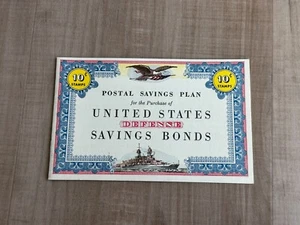 10¢ 10¢
STAMPS STAMPS
POSTAL SAVINGS PLAN
for the Purchase of
UNITED STATES
DEFENSE
SAVINGS BONDS